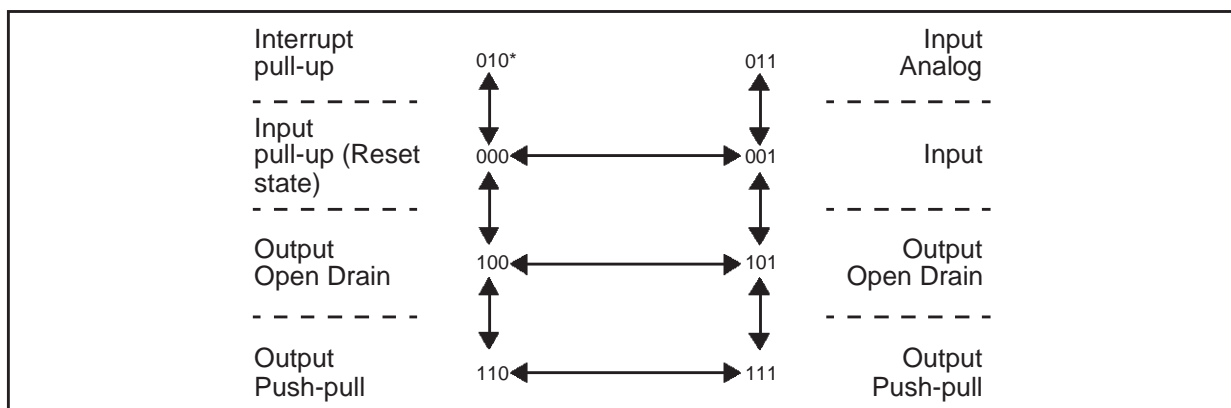 Interrupt
pull-up
010*
011
Input
Analog
Input
pull-up (Reset
state)
000
001
Input
Output
Open Drain
100
101
Output
Open Drain
Output
Push-pull
110
111
Output
Push-pull